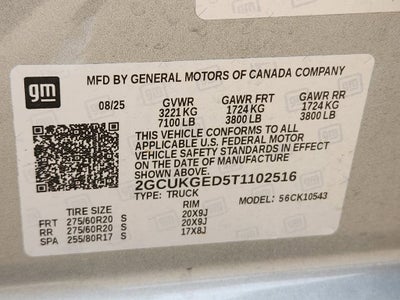 gm
MFD BY GENERAL MOTORS OF CANADA COMPANY
08/25 GVWR GAWR FRT GAWR RR
3221 KG 1724 KG 1724 KG
7100 LB 3800 LB 3800 LB
THIS VEHICLE CONFORMS TO ALL
APPLICABLE U.S. FEDERAL MOTOR
VEHICLE SAFETY STANDARDS IN EFFECT
ON THE DATE OF MANUFACTURE
SHOWN ABOVE.
2GCUKGED5T1102516
TYPE: TRUCK MODEL: 56CK10543
TIRE SIZE RIM
FRT 275/60R20 S 20X9J
RR 275/60R20 S 20X9J
SPA 255/80R17 S 17X8J